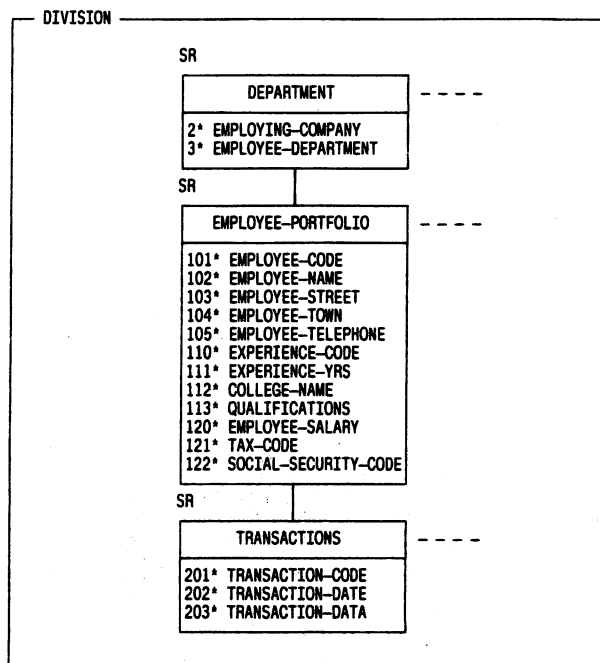 DIVISION
SR
DEPARTMENT
2* EMPLOYING-COMPANY
3* EMPLOYEE-DEPARTMENT
SR
EMPLOYEE-PORTFOLIO
101* EMPLOYEE-CODE
102* EMPLOYEE-NAME
103* EMPLOYEE-STREET
104* EMPLOYEE-TOWN
105* EMPLOYEE-TELEPHONE
110* EXPERIENCE-CODE
111* EXPERIENCE-YRS
112* COLLEGE-NAME
113* QUALIFICATIONS
120* EMPLOYEE-SALARY
121* TAX-CODE
122* SOCIAL-SECURITY-CODE
SR
TRANSACTIONS
201* TRANSACTION-CODE
202* TRANSACTION-DATE
203* TRANSACTION-DATA